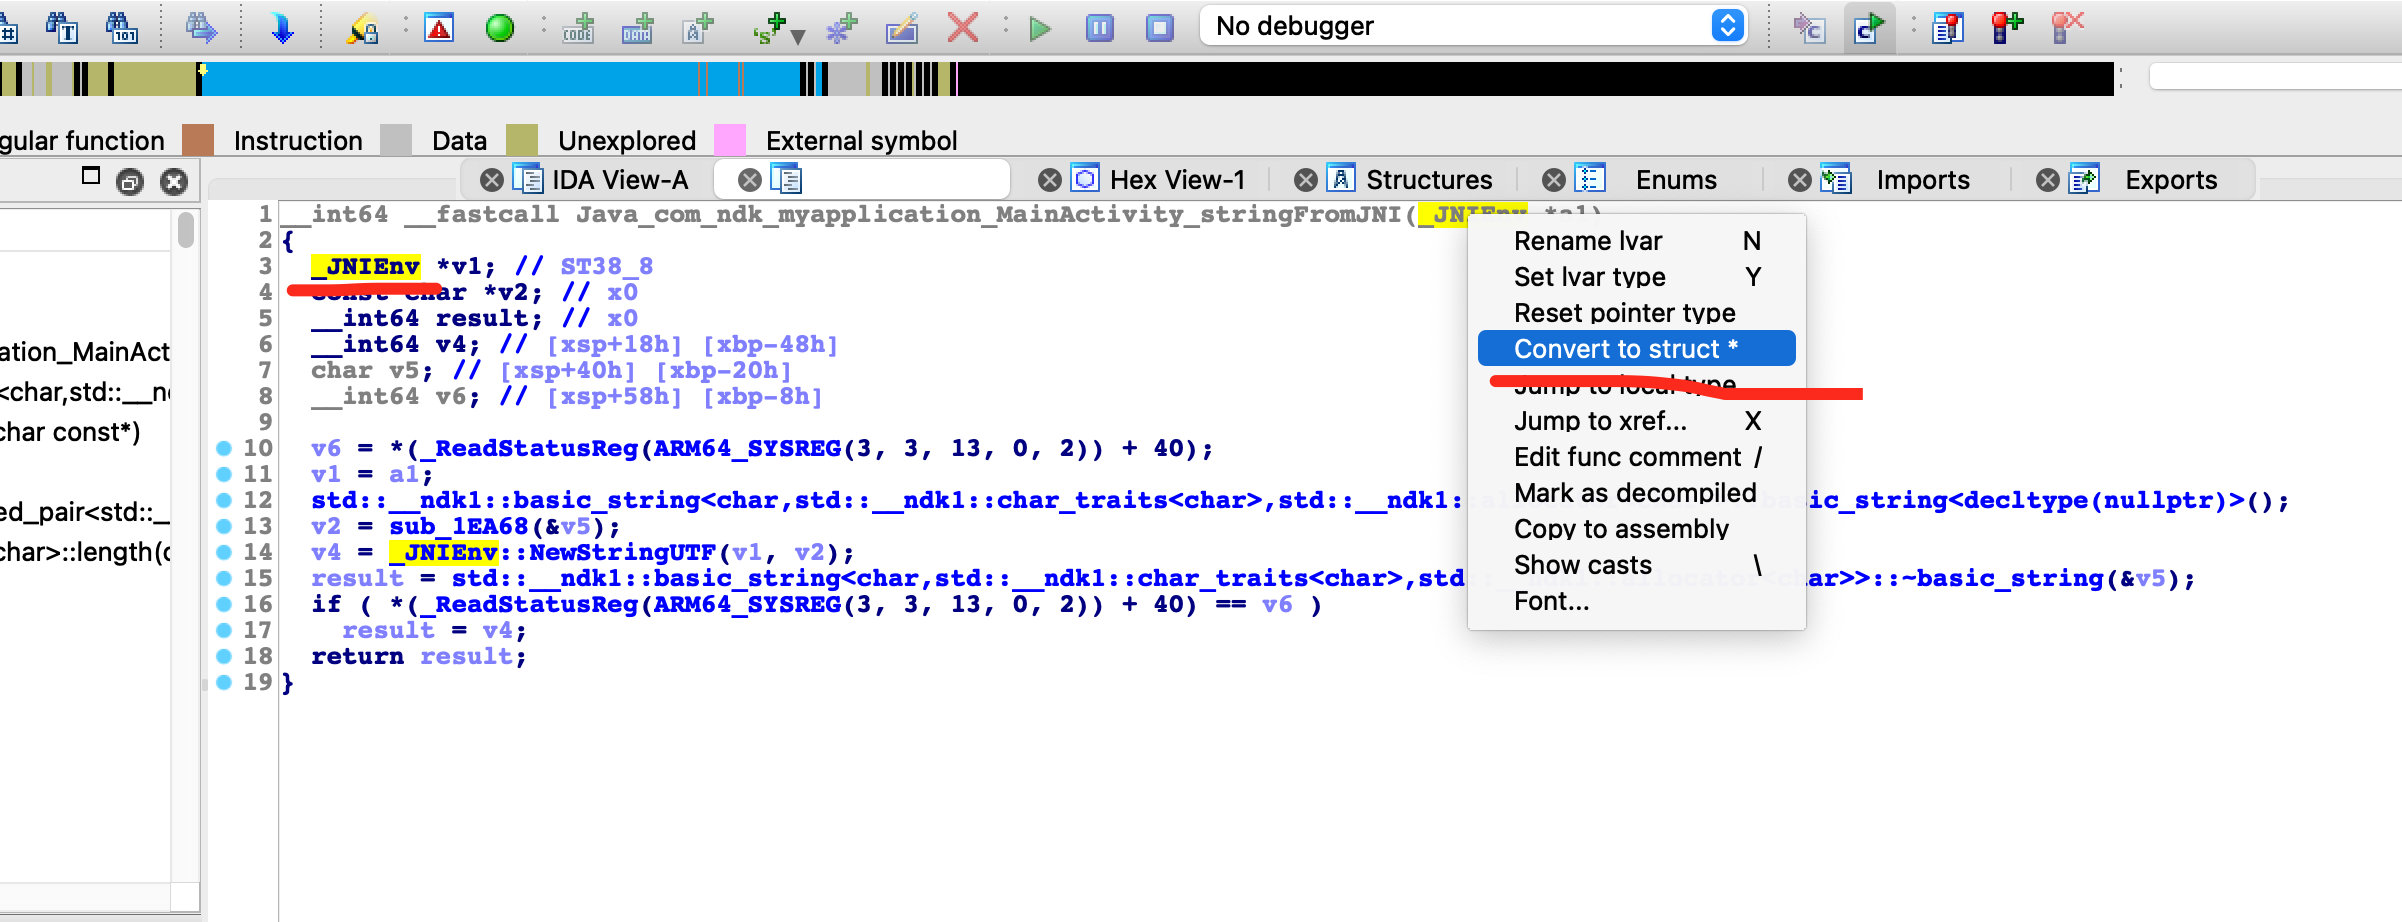 No debugger
gular function Instruction Data Unexplored External symbol
IDA View-A Hex View-1 Structures Enums Imports Exports
ation_MainAct
<char,std::__n
char const*)
ed_pair<std::_
char>::length(
1 __int64 __fastcall Java_com_ndk_myapplication_MainActivity_stringFromJNI(_JNIEnv *a1)
2 {
3 _JNIEnv *v1; // ST38_8
4 const char *v2; // x0
5 __int64 result; // x0
6 __int64 v4; // [xsp+18h] [xbp-48h]
7 char v5; // [xsp+40h] [xbp-20h]
8 __int64 v6; // [xsp+58h] [xbp-8h]
9
10 v6 = *(_ReadStatusReg(ARM64_SYSREG(3, 3, 13, 0, 2)) + 40);
11 v1 = a1;
12 std::__ndk1::basic_string<char,std::__ndk1::char_traits<char>,std::__ndk1: basic_string<decltype(nullptr)>();
13 v2 = sub_1EA68(&v5);
14 v4 = _JNIEnv::NewStringUTF(v1, v2);
15 result = std::__ndk1::basic_string<char,std::__ndk1::char_traits<char>,std::__ndk1::allocator<char>>::~basic_string(&v5);
16 if ( *(_ReadStatusReg(ARM64_SYSREG(3, 3, 13, 0, 2)) + 40) == v6 )
17 result = v4;
18 return result;
19 }
Rename lvar N
Set lvar type Y
Reset pointer type
Convert to struct *
Jump to local type
Jump to xref... X
Edit func comment /
Mark as decompiled
Copy to assembly
Show casts \
Font...